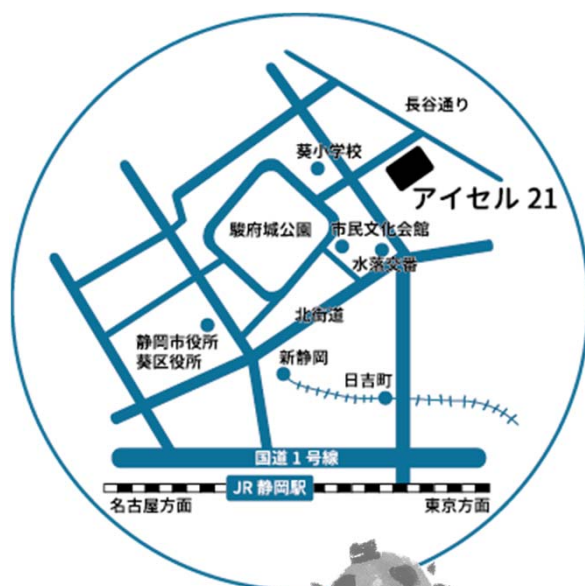 長谷通り
葵小学校
アイセル 21
駿府城公園
市民文化会館
水落交番
北街道
静岡市役所
葵区役所
新静岡
日吉町
国道 1 号線
JR 静岡駅
名古屋方面
東京方面